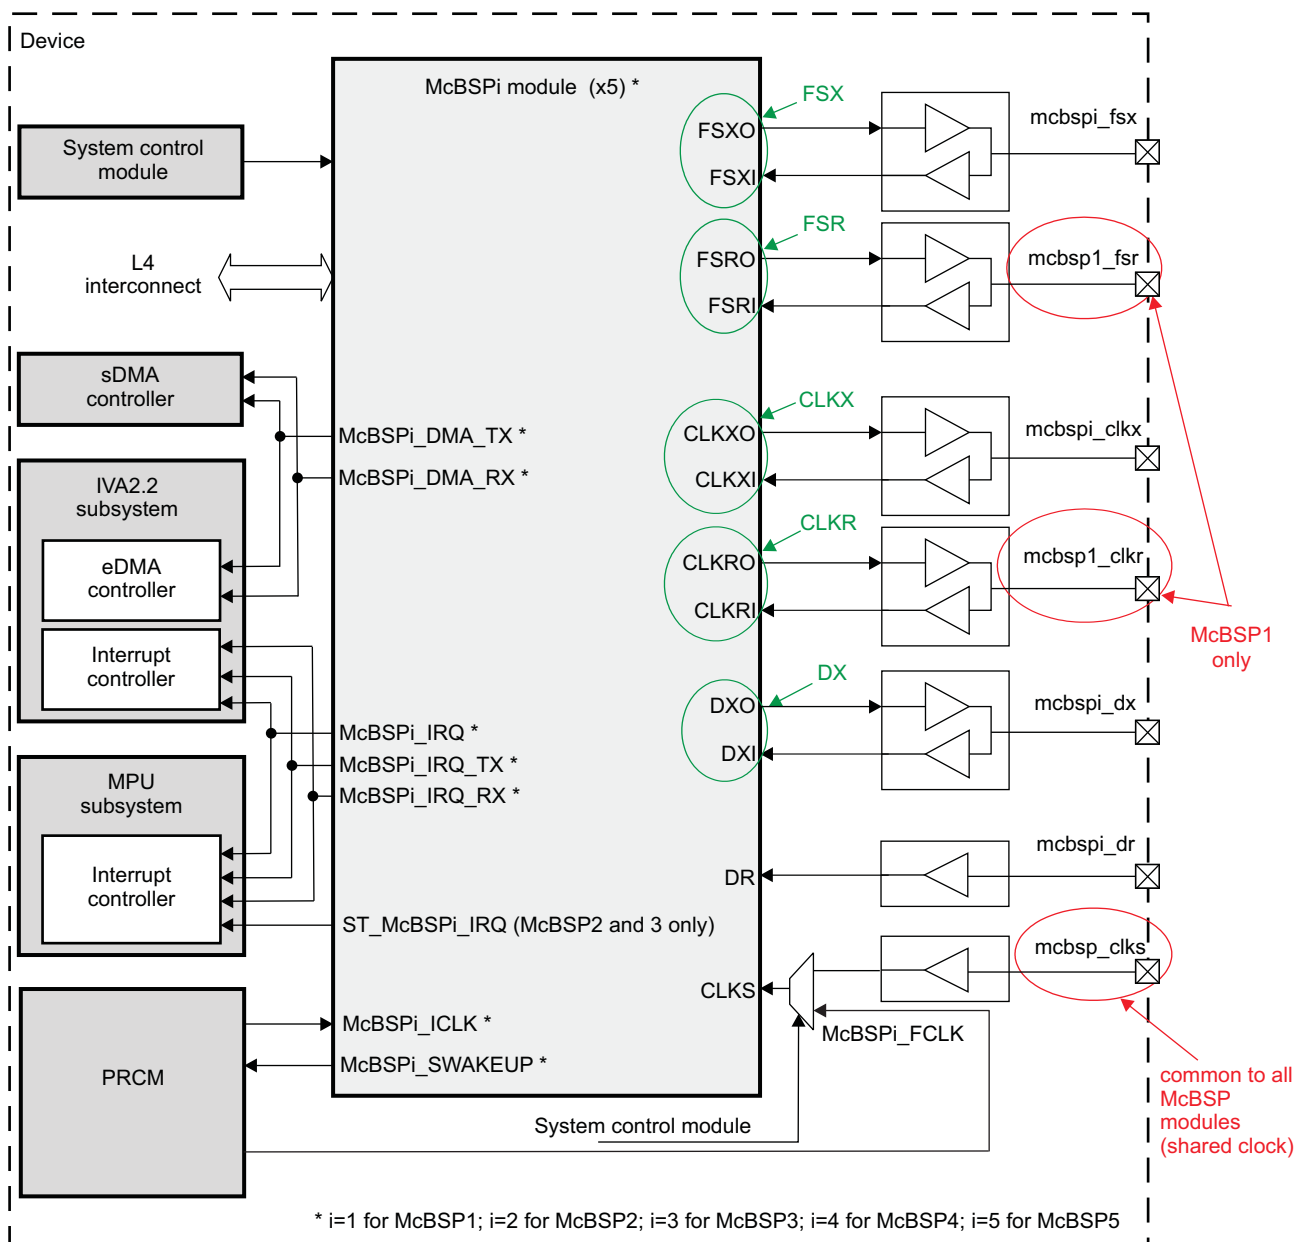 Device
McBSPi module (x5) *
System control
module
L4
interconnect
sDMA
controller
IVA2.2
subsystem
eDMA
controller
Interrupt
controller
MPU
subsystem
Interrupt
controller
PRCM
McBSPi_DMA_TX *
McBSPi_DMA_RX *
McBSPi_IRQ *
McBSPi_IRQ_TX *
McBSPi_IRQ_RX *
ST_McBSPi_IRQ (McBSP2 and 3 only)
McBSPi_ICLK *
McBSPi_SWAKEUP *
FSX
FSXO
FSXI
mcbspi_fsx
FSR
FSRO
FSRI
mcbsp1_fsr
CLKX
CLKXO
CLKXI
mcbspi_clkx
CLKR
CLKRO
CLKRI
mcbsp1_clkr
McBSP1
only
DX
DXO
DXI
mcbspi_dx
DR
mcbspi_dr
CLKS
mcbsp_clks
McBSPi_FCLK
common to all
McBSP
modules
(shared clock)
System control module
* i=1 for McBSP1; i=2 for McBSP2; i=3 for McBSP3; i=4 for McBSP4; i=5 for McBSP5